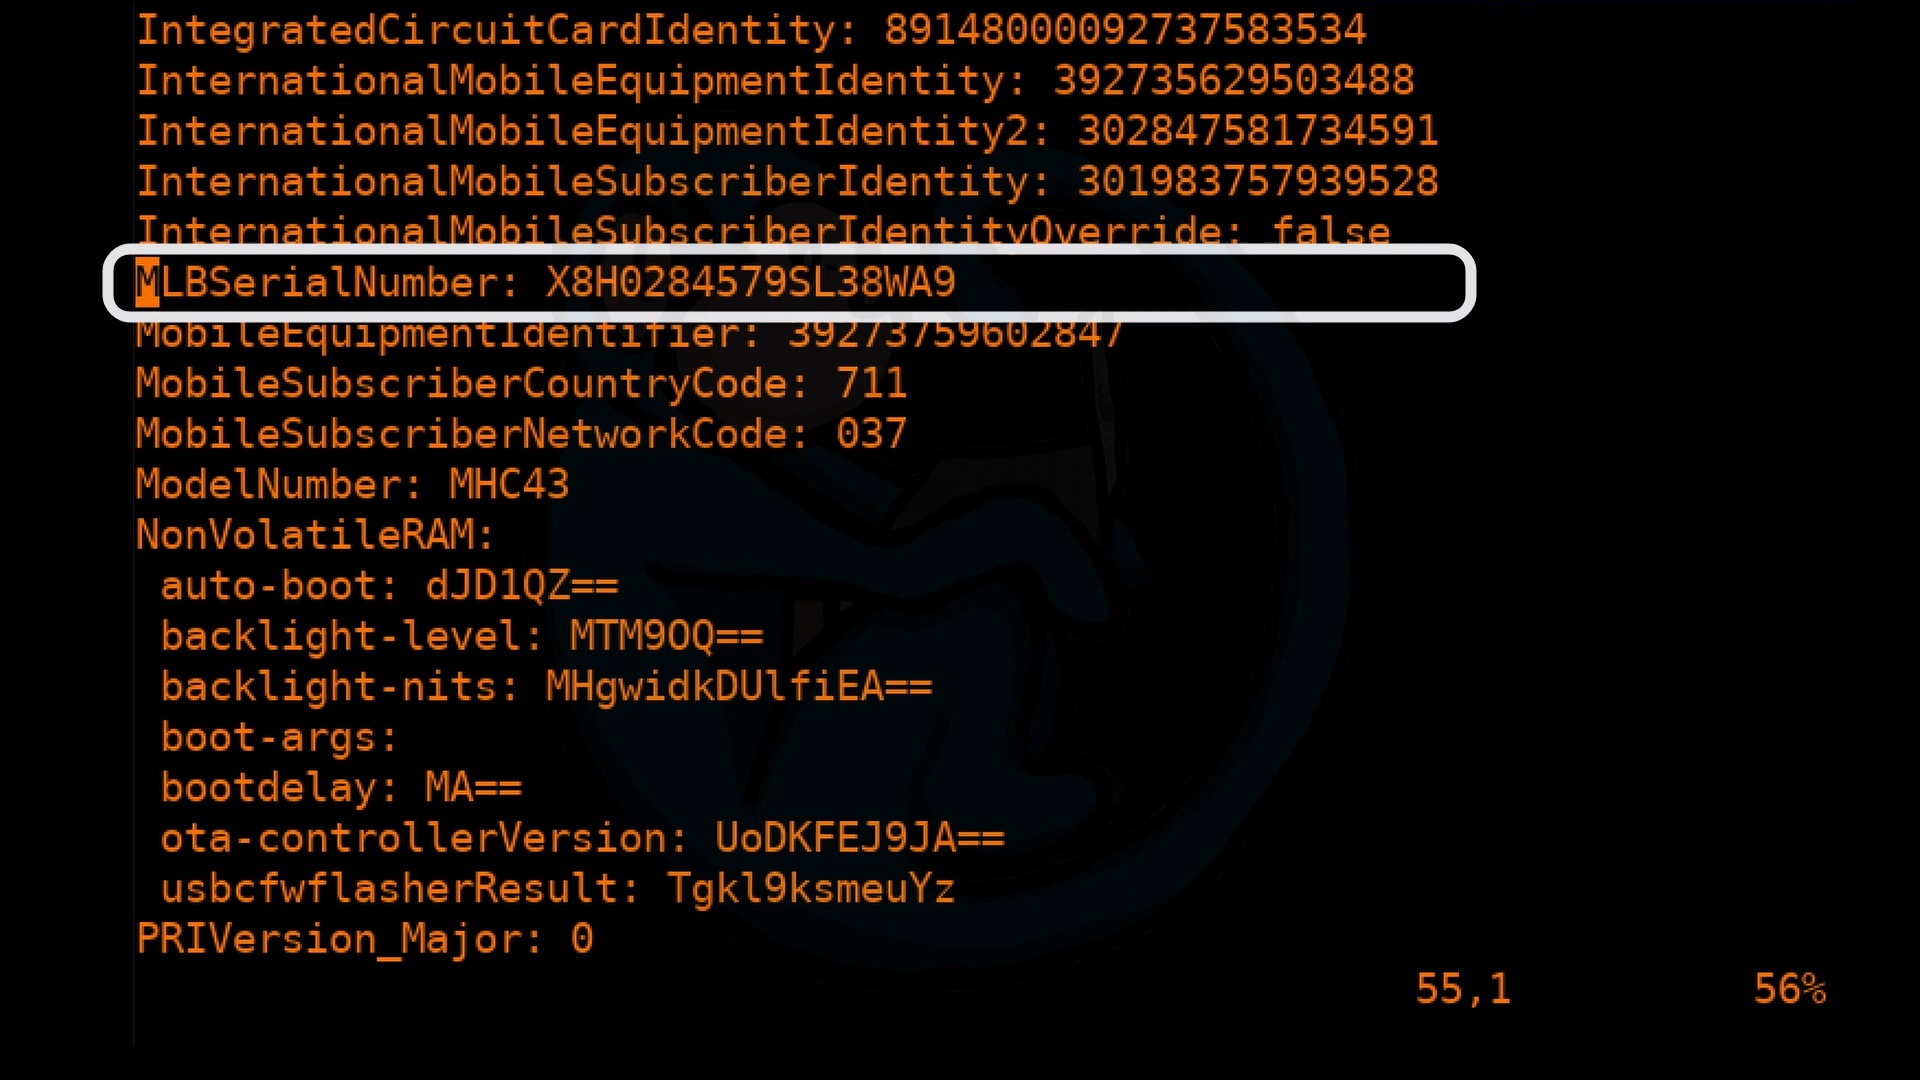 IntegratedCircuitCardIdentity: 89148000092737583534
InternationalMobileEquipmentIdentity: 392735629503488
InternationalMobileEquipmentIdentity2: 302847581734591
InternationalMobileSubscriberIdentity: 301983757939528
InternationalMobileSubscriberIdentityOverride: false
MLBSerialNumber: X8H0284579SL38WA9
MobileEquipmentIdentifier: 39273759602847
MobileSubscriberCountryCode: 711
MobileSubscriberNetworkCode: 037
ModelNumber: MHC43
NonVolatileRAM:
auto-boot: dJD1QZ==
backlight-level: MTM9OQ==
backlight-nits: MHgwidkDUlfiEA==
boot-args:
bootdelay: MA==
ota-controllerVersion: UoDKFEJ9JA==
usbcfwflasherResult: Tgkl9ksmeuYz
PRIVersion_Major: 0
55,1 56%